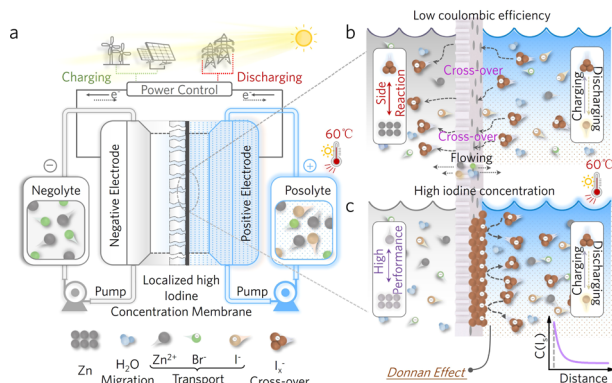 a
Charging
Discharging
e⁻
Power Control
e⁻
60℃
Negolyte
Negative Electrode
Positive Electrode
Posolyte
Pump
Localized high
Iodine
Concentration Membrane
Pump
Zn
H₂O
Migration
Zn²⁺
Br⁻
I⁻
Transport
Iₓ⁻
Cross-over
b
Low coulombic efficiency
Side
Reaction
Cross-over
Cross-over
Charging
Discharging
Flowing
60℃
High iodine concentration
c
High
Performance
Charging
Discharging
Donnan Effect
C(Iₓ⁻)
Distance